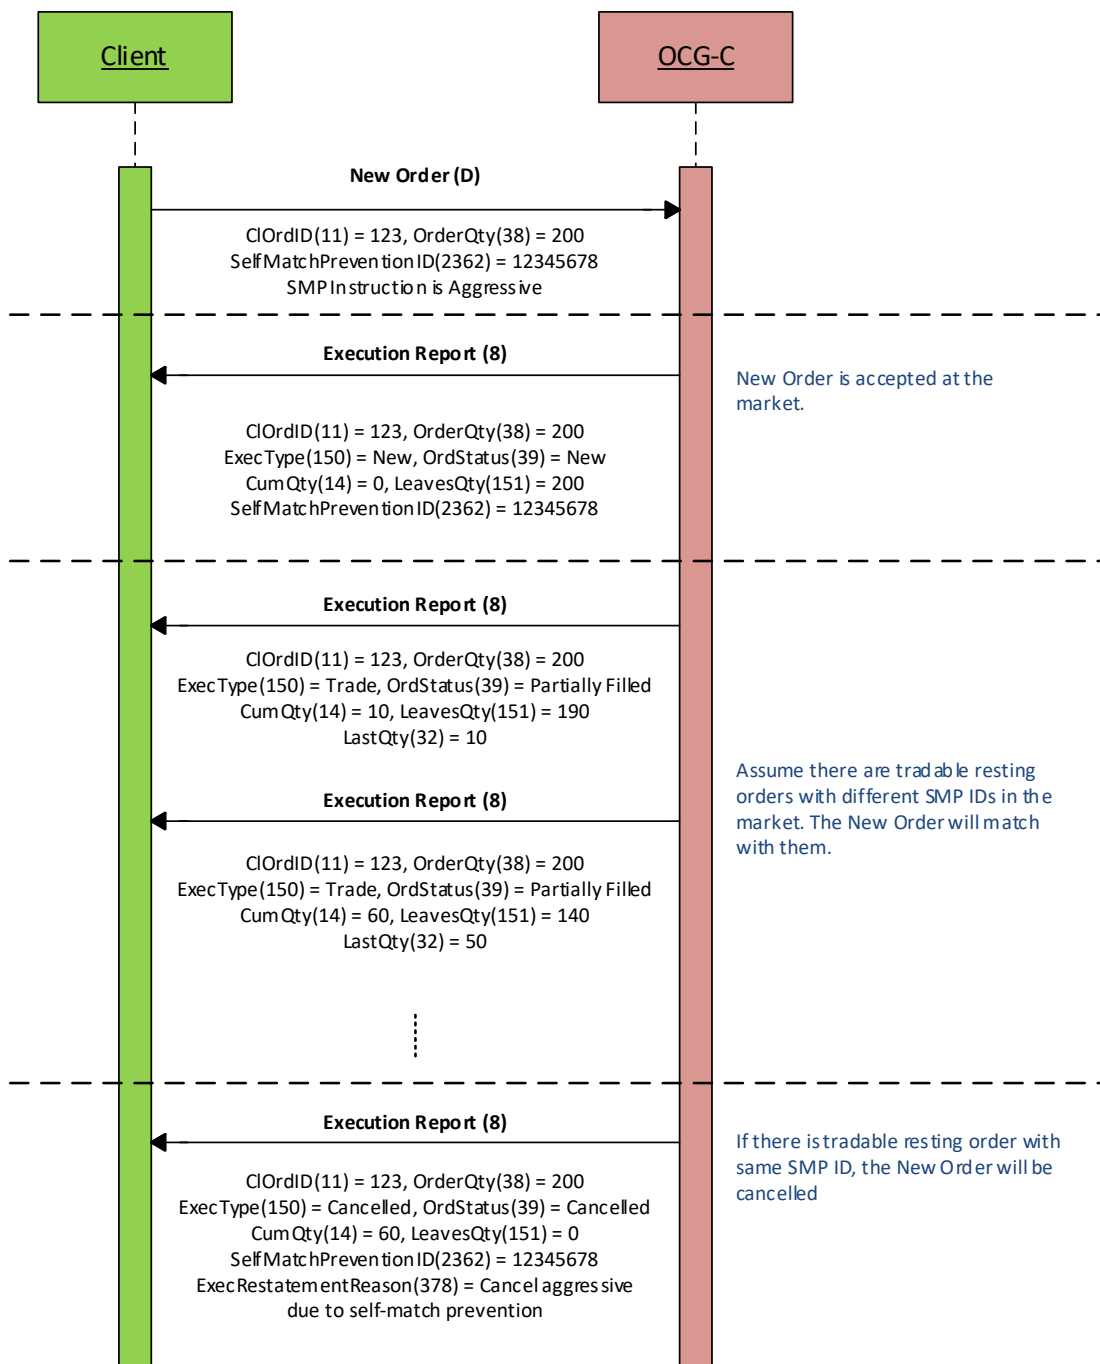 Client
OCG-C
New Order (D)
ClOrdID(11) = 123, OrderQty(38) = 200
SelfMatchPreventionID(2362) = 12345678
SMP Instruction is Aggressive
Execution Report (8)
New Order is accepted at the
market.
ClOrdID(11) = 123, OrderQty(38) = 200
ExecType(150) = New, OrdStatus(39) = New
CumQty(14) = 0, LeavesQty(151) = 200
SelfMatchPreventionID(2362) = 12345678
Execution Report (8)
ClOrdID(11) = 123, OrderQty(38) = 200
ExecType(150) = Trade, OrdStatus(39) = Partially Filled
CumQty(14) = 10, LeavesQty(151) = 190
LastQty(32) = 10
Assume there are tradable resting
orders with different SMP IDs in the
market. The New Order will match
with them.
Execution Report (8)
ClOrdID(11) = 123, OrderQty(38) = 200
ExecType(150) = Trade, OrdStatus(39) = Partially Filled
CumQty(14) = 60, LeavesQty(151) = 140
LastQty(32) = 50
Execution Report (8)
If there is tradable resting order with
same SMP ID, the New Order will be
cancelled
ClOrdID(11) = 123, OrderQty(38) = 200
ExecType(150) = Cancelled, OrdStatus(39) = Cancelled
CumQty(14) = 60, LeavesQty(151) = 0
SelfMatchPreventionID(2362) = 12345678
ExecRestatementReason(378) = Cancel aggressive
due to self-match prevention